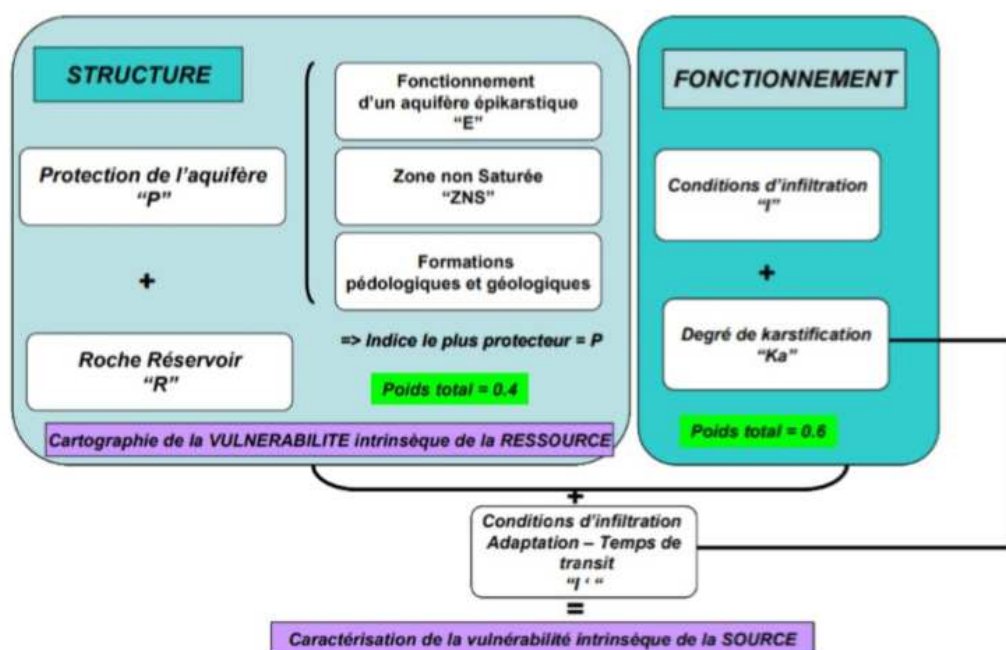 STRUCTURE
Protection de l'aquifère
“P”
+
Roche Réservoir
“R”
Fonctionnement
d'un aquifère épikarstique
“E”
Zone non Saturée
“ZNS”
Formations
pédologiques et géologiques
=> Indice le plus protecteur = P
Poids total = 0.4
Cartographie de la VULNERABILITE intrinsèque de la RESSOURCE
FONCTIONNEMENT
Conditions d'infiltration
“I”
+
Degré de karstification
“Ka”
Poids total = 0.6
+
Conditions d'infiltration
Adaptation – Temps de
transit
“I ‘ “
=
Caractérisation de la vulnérabilité intrinsèque de la SOURCE